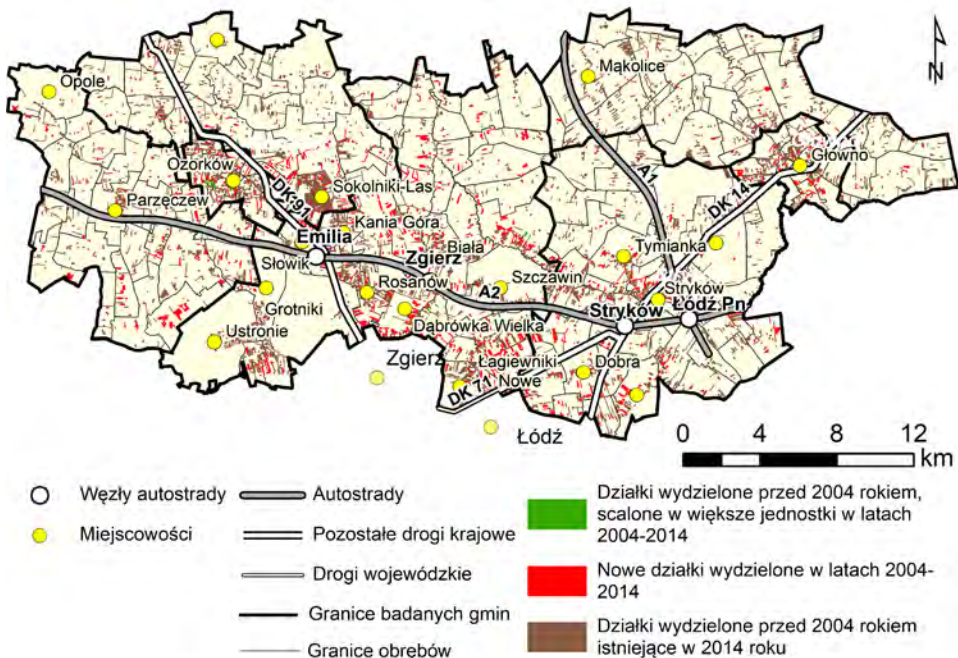 N
Opole
Mąkolice
Ozorków
Głowno
DK 91
Sokolniki-Las
A1
DK 14
Parzęczew
Kania Góra
Emilia
Biała
Tymianka
Słowik
Zgierz
Szczawin
Rosanów
Stryków
Grotniki
A2
Stryków
Łódź Pn
Dąbrówka Wielka
Ustronie
Zgierz
Łagiewniki
Nowe
Dobra
DK 71
Łódź
0 4 8 12
km
Węzły autostrady
Miejscowości
Autostrady
Pozostałe drogi krajowe
Drogi wojewódzkie
Granice badanych gmin
Granice obrębów
Działki wydzielone przed 2004 rokiem,
scalone w większe jednostki w latach
2004-2014
Nowe działki wydzielone w latach 2004-
2014
Działki wydzielone przed 2004 rokiem
istniejące w 2014 roku